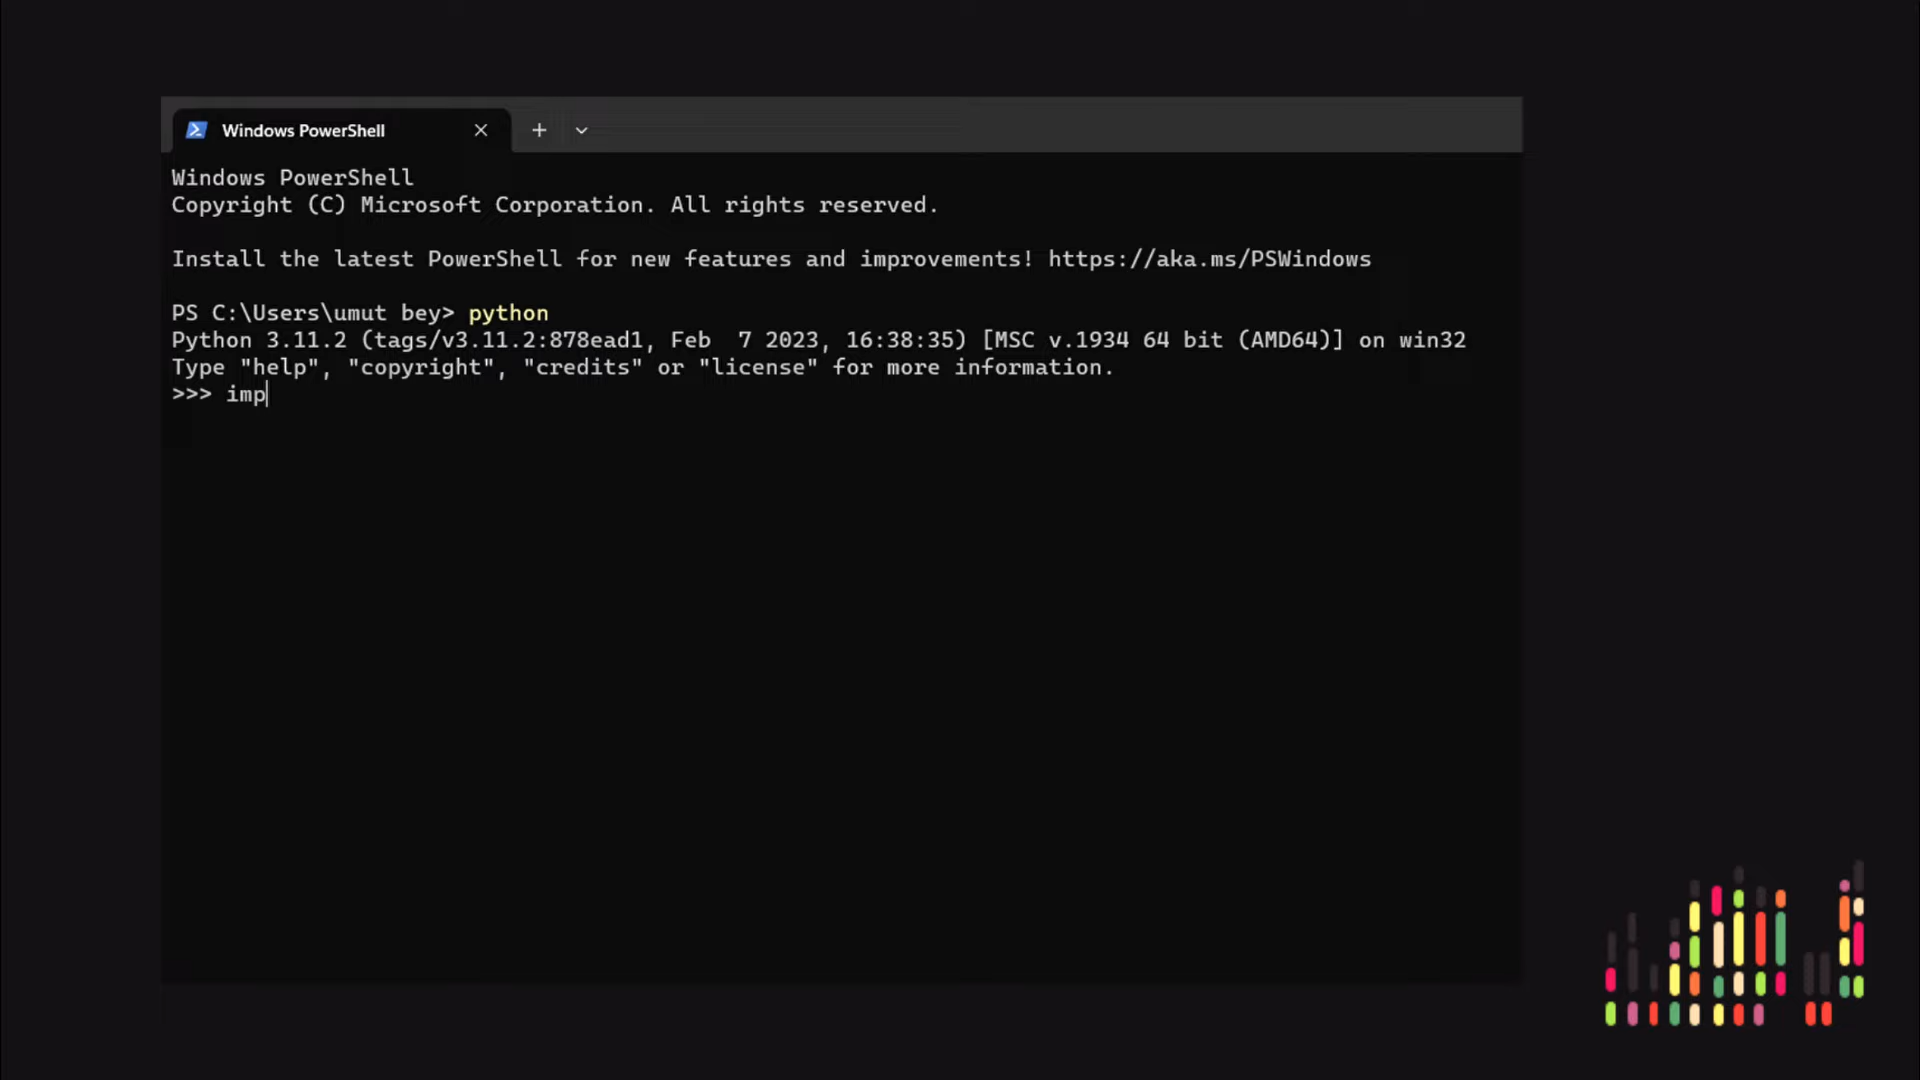 Windows PowerShell
Windows PowerShell
Copyright (C) Microsoft Corporation. All rights reserved.
Install the latest PowerShell for new features and improvements! https://aka.ms/PSWindows
PS C:\Users\umut bey> python
Python 3.11.2 (tags/v3.11.2:878ead1, Feb  7 2023, 16:38:35) [MSC v.1934 64 bit (AMD64)] on win32
Type "help", "copyright", "credits" or "license" for more information.
>>> imp